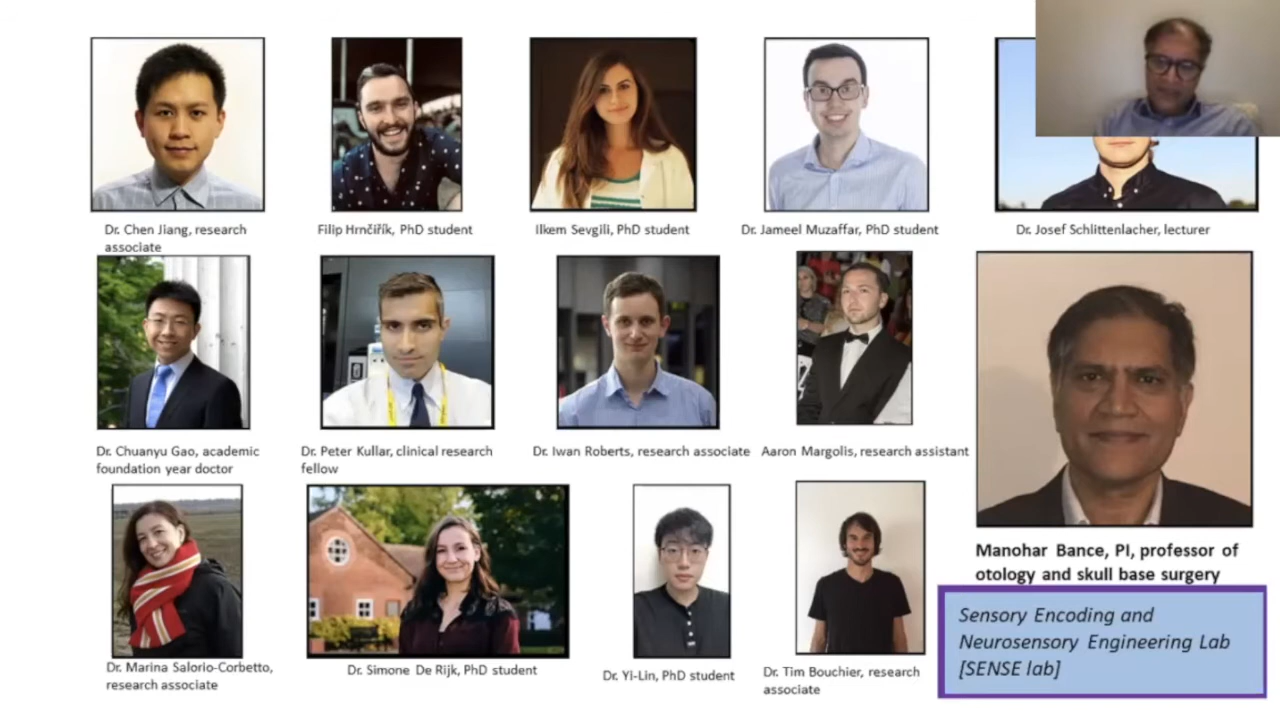 Dr. Chen Jiang, research
associate
Filip Hrnčiřík, PhD student
Ilkem Sevgili, PhD student
Dr. Jameel Muzaffar, PhD student
Dr. Josef Schlittenlacher, lecturer
Dr. Chuanyu Gao, academic
foundation year doctor
Dr. Peter Kullar, clinical research
fellow
Dr. Iwan Roberts, research associate
Aaron Margolis, research assistant
Manohar Bance, PI, professor of
otology and skull base surgery
Sensory Encoding and
Neurosensory Engineering Lab
[SENSE lab]
Dr. Marina Salorio-Corbetto,
research associate
Dr. Simone De Rijk, PhD student
Dr. Yi-Lin, PhD student
Dr. Tim Bouchier, research
associate